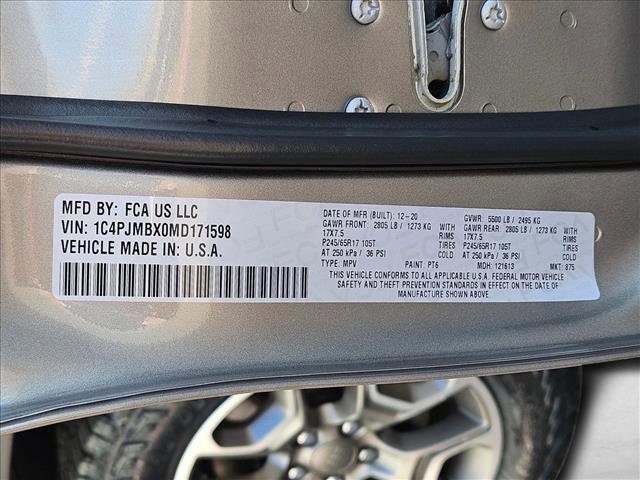 MFD BY: FCA US LLC
VIN: 1C4PJMBX0MD171598
VEHICLE MADE IN: U.S.A.
DATE OF MFR (BUILT): 12-20
GAWR FRONT: 2805 LB / 1273 KG WITH
17X7.5 RIMS
P245/65R17 105T
AT 250 kPa / 36 PSI COLD
TYPE: MPV PAINT: PT6
GVWR: 5500 LB / 2495 KG
GAWR REAR: 2805 LB / 1273 KG WITH
17X7.5 RIMS
P245/65R17 105T
AT 250 kPa / 36 PSI COLD
MDH: 121613 MKT: 875
THIS VEHICLE CONFORMS TO ALL APPLICABLE U.S.A. FEDERAL MOTOR VEHICLE
SAFETY AND THEFT PREVENTION STANDARDS IN EFFECT ON THE DATE OF
MANUFACTURE SHOWN ABOVE.